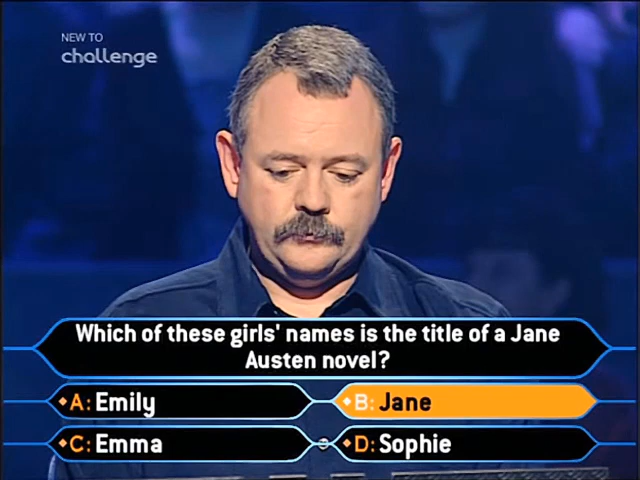 NEW TO
challenge
Which of these girls' names is the title of a Jane
Austen novel?
A: Emily
B: Jane
C: Emma
D: Sophie